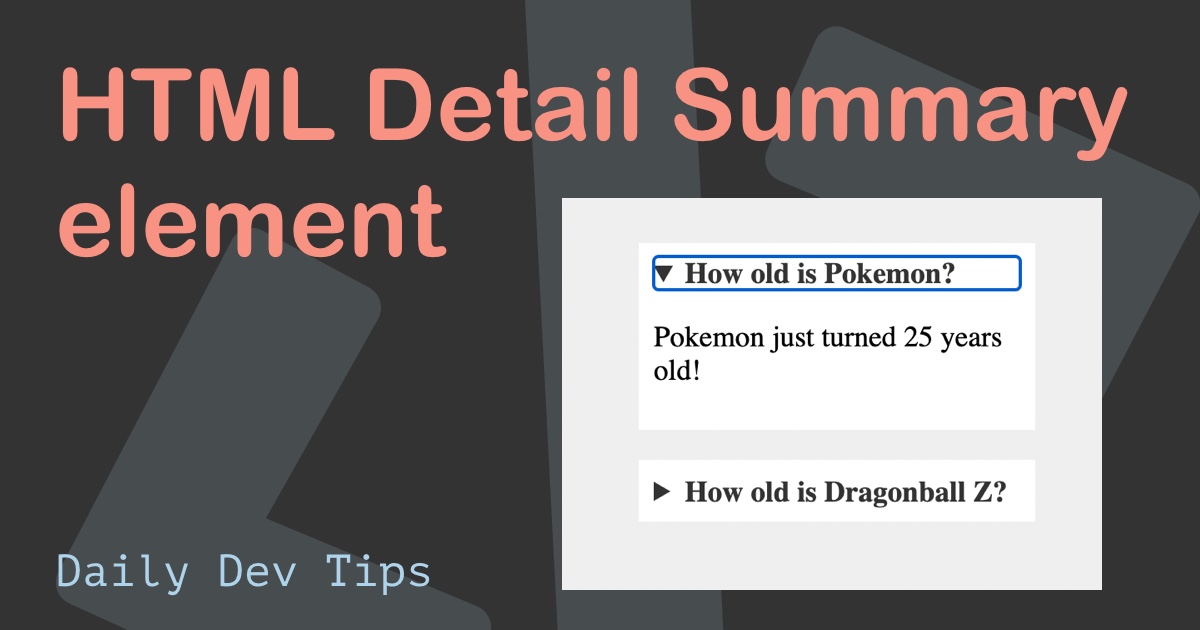 HTML Detail Summary
element
How old is Pokemon?
Pokemon just turned 25 years
old!
How old is Dragonball Z?
Daily Dev Tips